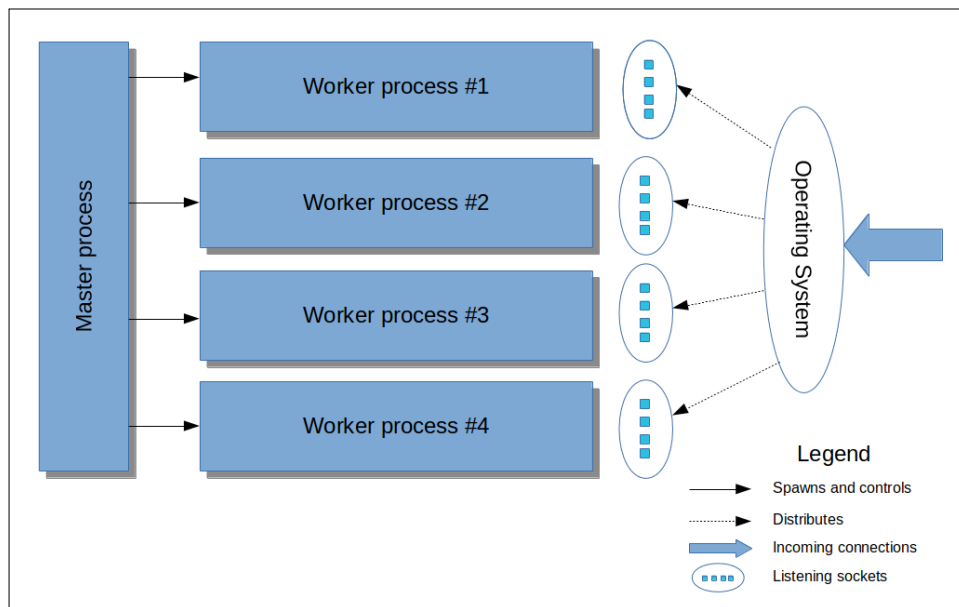 Master process
Worker process #1
Worker process #2
Worker process #3
Worker process #4
Operating System
Legend
Spawns and controls
Distributes
Incoming connections
Listening sockets